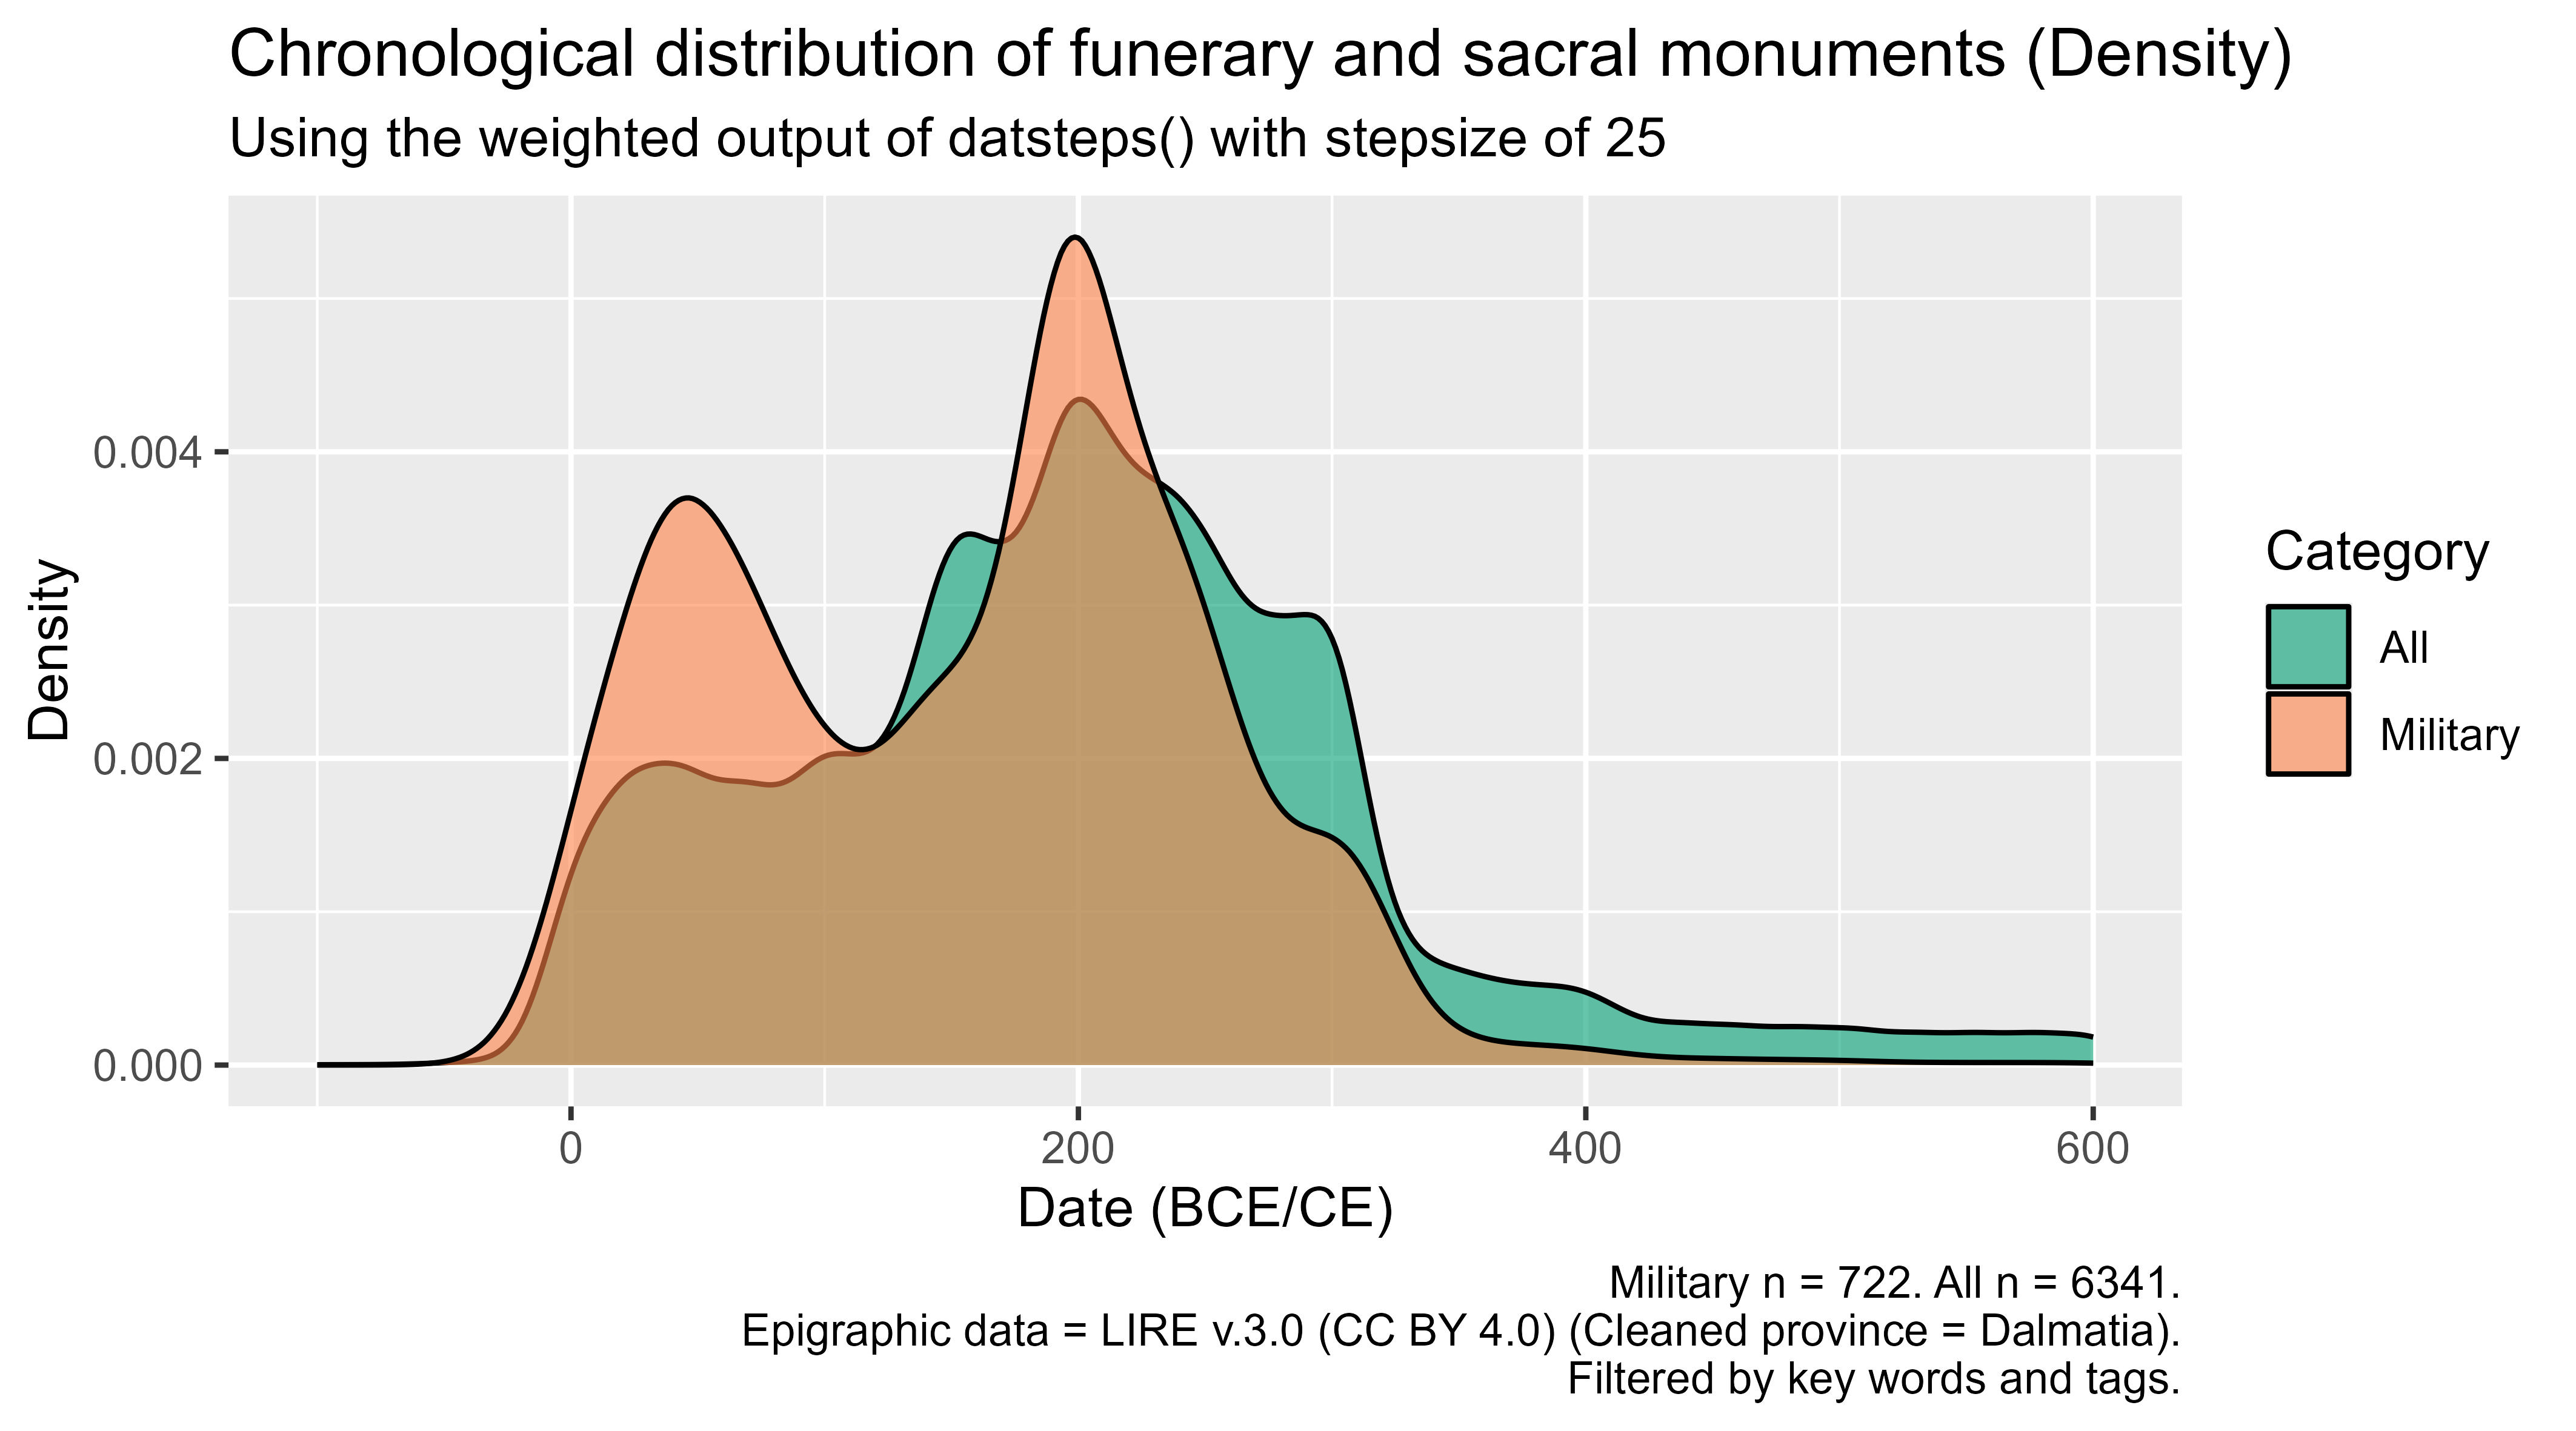 Chronological distribution of funerary and sacral monuments (Density)
Using the weighted output of datsteps() with stepsize of 25
Density
0.004
0.002
0.000
0
200
400
600
Date (BCE/CE)
Category
All
Military
Military n = 722. All n = 6341.
Epigraphic data = LIRE v.3.0 (CC BY 4.0) (Cleaned province = Dalmatia).
Filtered by key words and tags.